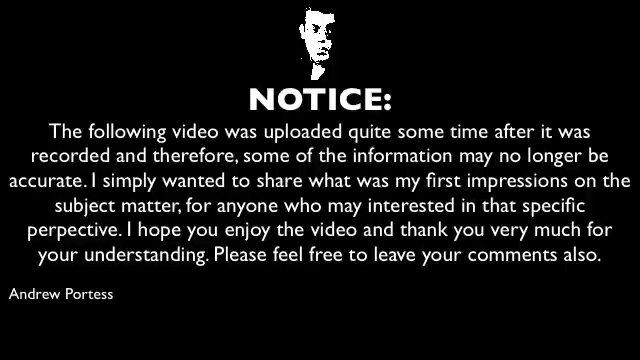 NOTICE:
The following video was uploaded quite some time after it was
recorded and therefore, some of the information may no longer be
accurate. I simply wanted to share what was my first impressions on the
subject matter, for anyone who may interested in that specific
perpective. I hope you enjoy the video and thank you very much for
your understanding. Please feel free to leave your comments also.
Andrew Portess